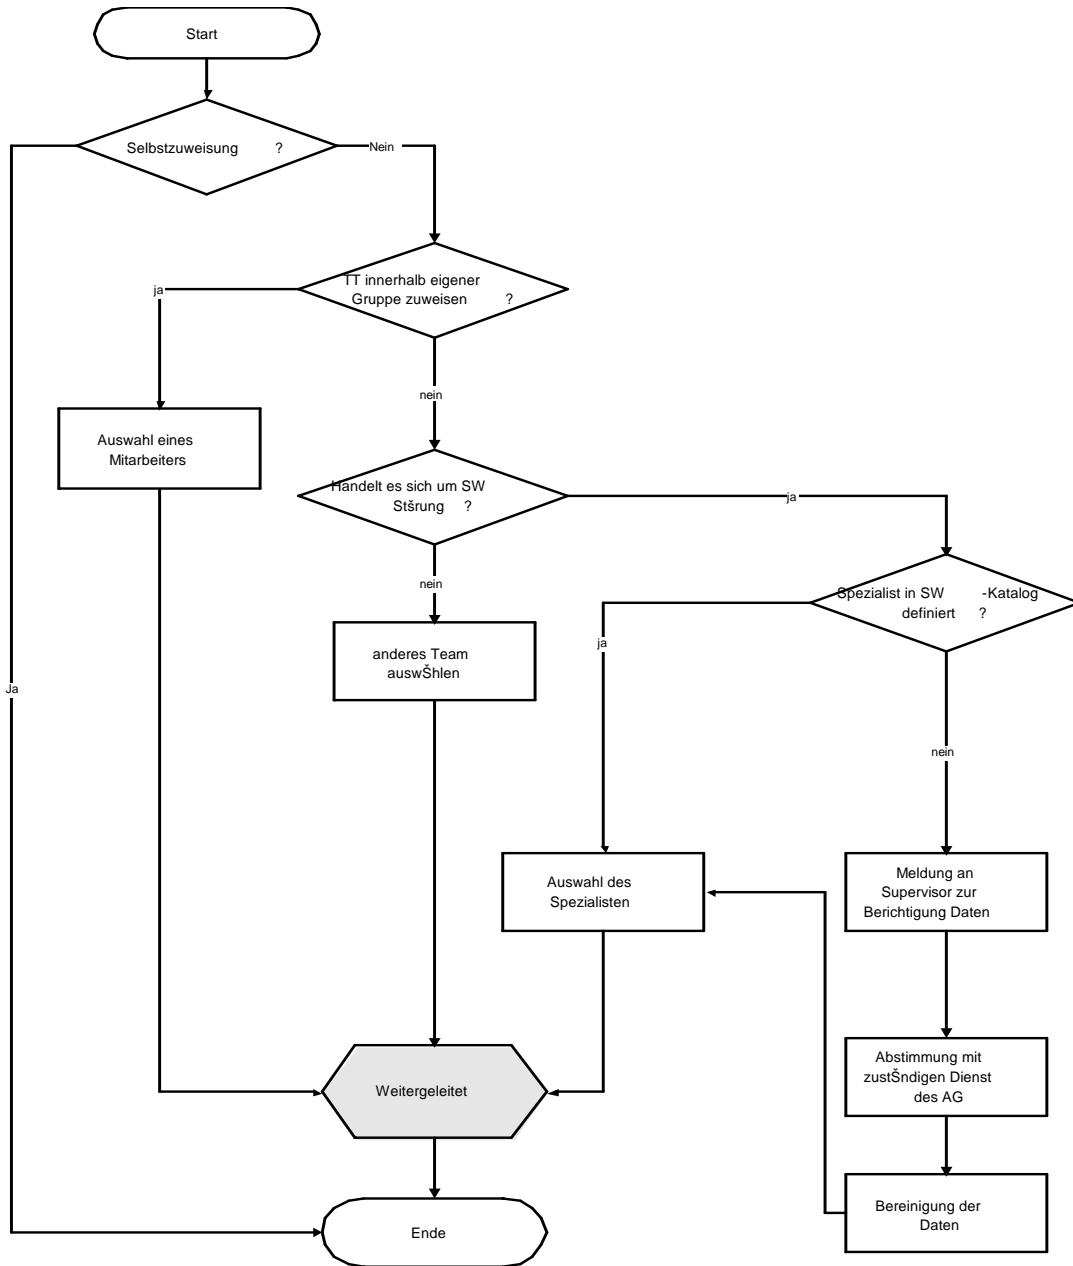 Start
Selbstzuweisung ?
Nein
TT innerhalb eigener
Gruppe zuweisen ?
ja
nein
Auswahl eines
Mitarbeiters
Handelt es sich um SW
Stšrung ?
ja
nein
Spezialist in SW -Katalog
definiert ?
ja
anderes Team
auswŠhlen
Ja
nein
Auswahl des
Spezialisten
Meldung an
Supervisor zur
Berichtigung Daten
Abstimmung mit
zustŠndigen Dienst
des AG
Weitergeleitet
Bereinigung der
Daten
Ende